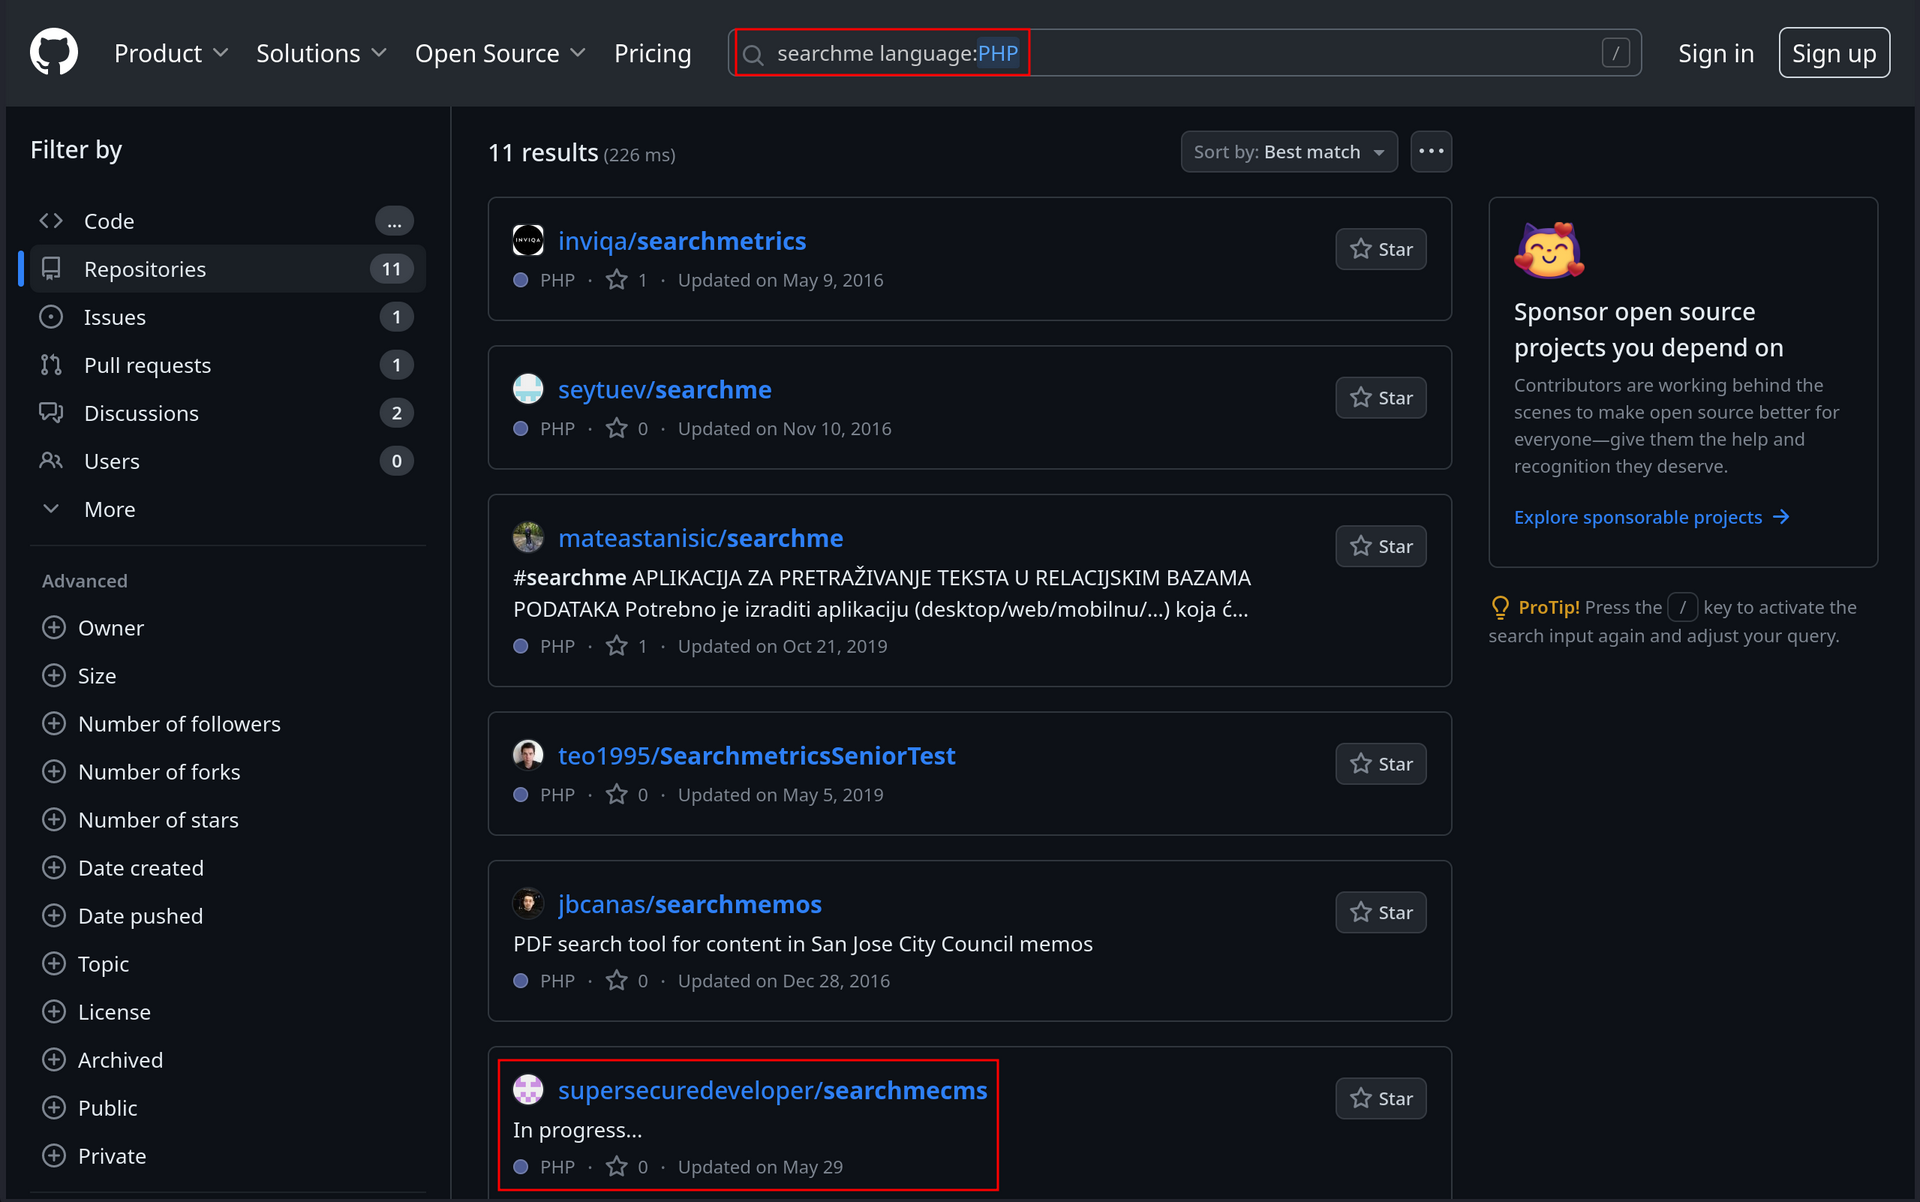 Product
Solutions
Open Source
Pricing
searchme language:PHP
/
Sign in
Sign up
Filter by
Code
...
Repositories
11
Issues
1
Pull requests
1
Discussions
2
Users
0
More
Advanced
Owner
Size
Number of followers
Number of forks
Number of stars
Date created
Date pushed
Topic
License
Archived
Public
Private
11 results (226 ms)
Sort by: Best match
INVIQA
inviqa/searchmetrics
Star
PHP · 1 · Updated on May 9, 2016
seytuev/searchme
Star
PHP · 0 · Updated on Nov 10, 2016
mateastanisic/searchme
Star
#searchme APLIKACIJA ZA PRETRAŽIVANJE TEKSTA U RELACIJSKIM BAZAMA
PODATAKA Potrebno je izraditi aplikaciju (desktop/web/mobilnu/...) koja ć...
PHP · 1 · Updated on Oct 21, 2019
teo1995/SearchmetricsSeniorTest
Star
PHP · 0 · Updated on May 5, 2019
jbcanas/searchmemos
Star
PDF search tool for content in San Jose City Council memos
PHP · 0 · Updated on Dec 28, 2016
supersecuredeveloper/searchmecms
Star
In progress...
PHP · 0 · Updated on May 29
Sponsor open source
projects you depend on
Contributors are working behind the
scenes to make open source better for
everyone—give them the help and
recognition they deserve.
Explore sponsorable projects →
ProTip! Press the / key to activate the
search input again and adjust your query.